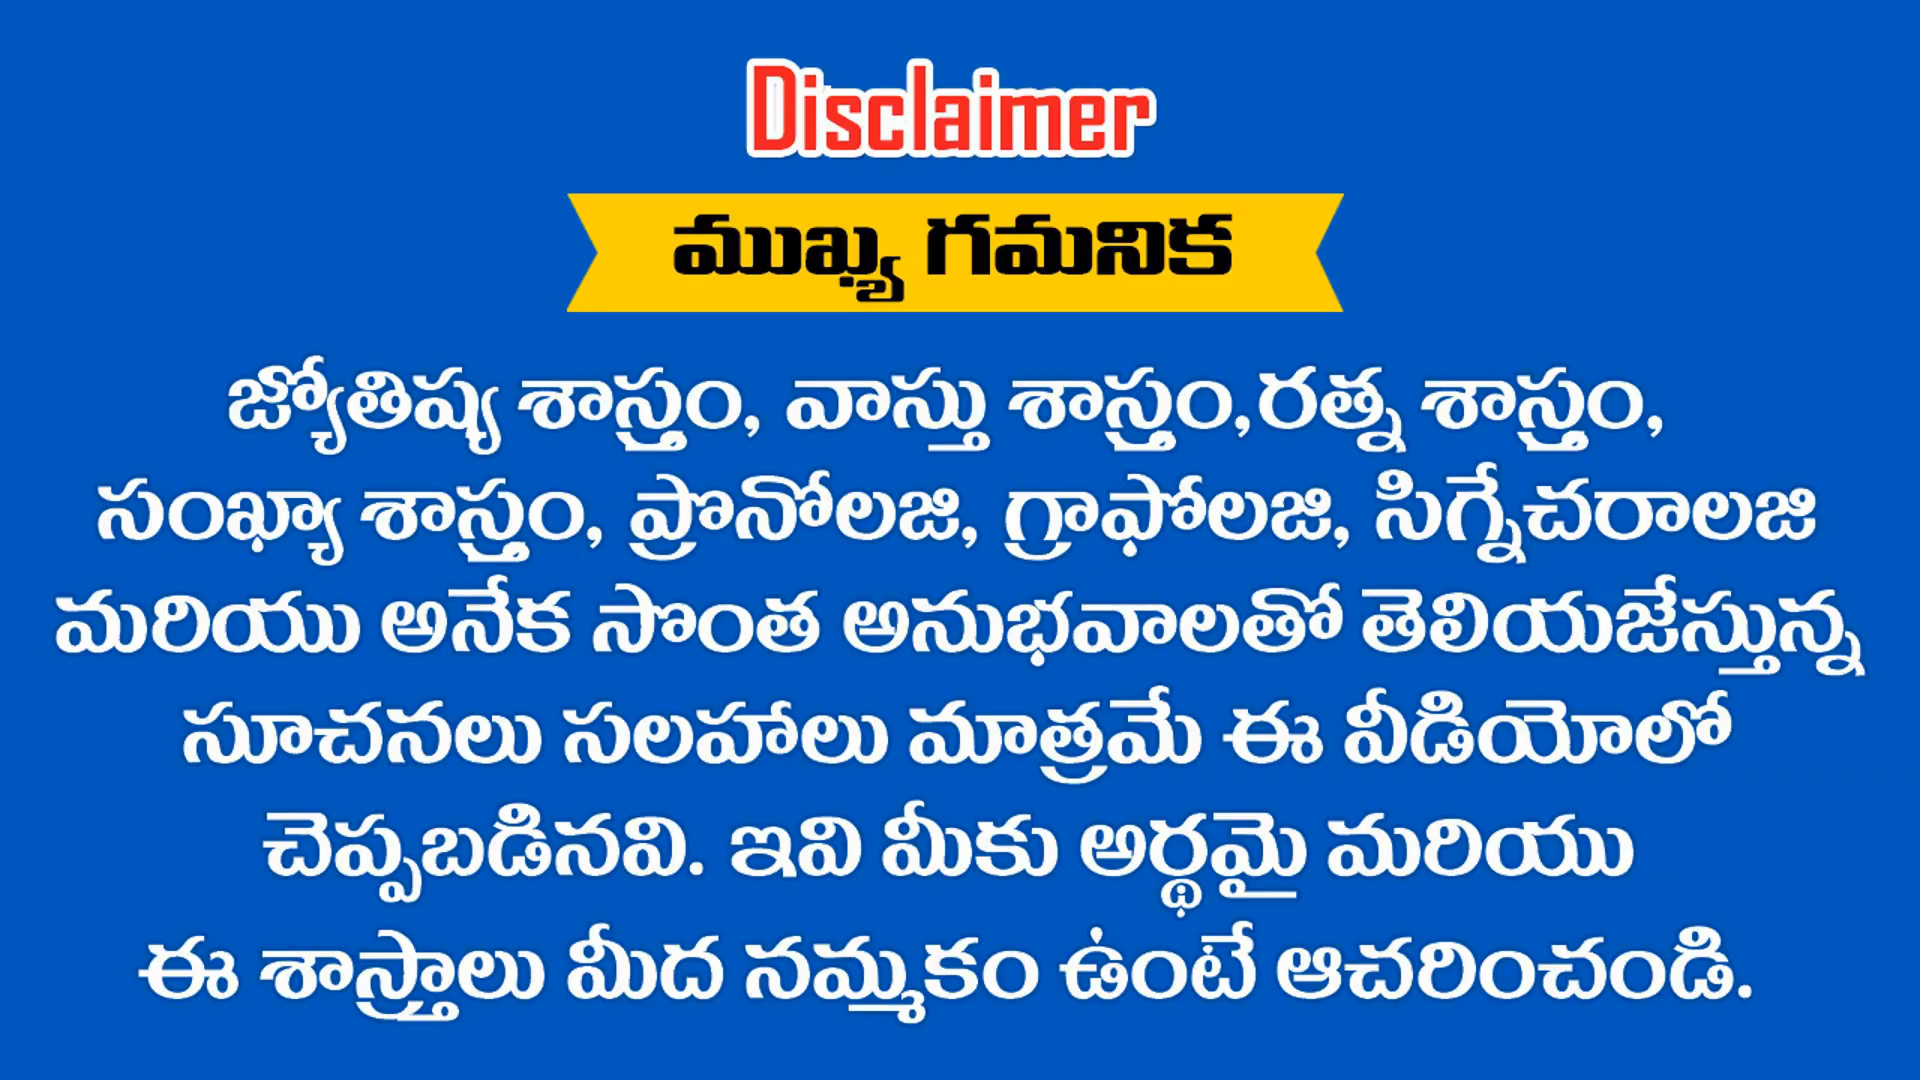 Disclaimer
ముఖ్య గమనిక
జ్యోతిష్య శాస్త్రం, వాస్తు శాస్త్రం,రత్న శాస్త్రం,
సంఖ్యా శాస్త్రం, ప్రొనోలజి, గ్రాఫోలజి, సిగ్నేచరాలజి
మరియు అనేక సొంత అనుభవాలతో తెలియజేస్తున్న
సూచనలు సలహాలు మాత్రమే ఈ వీడియోలో
చెప్పబడినవి. ఇవి మీకు అర్థమై మరియు
ఈ శాస్త్రాలు మీద నమ్మకం ఉంటే ఆచరించండి.